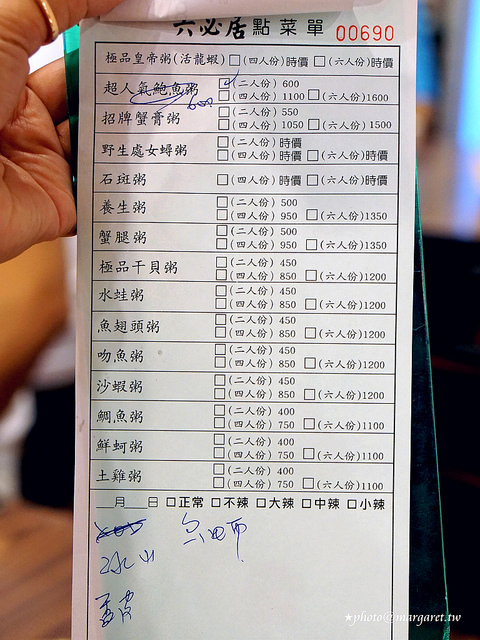 六必居點菜單 00690
極品皇帝粥(活龍蝦) □(四人份)時價 □(六人份)時價
超人氣鮑魚粥 □(二人份) 600
600
□(四人份) 1100 □(六人份)1600
招牌蟹膏粥 □(二人份) 550
□(四人份) 1050 □(六人份) 1500
野生處女蟳粥 □(二人份) 時價
□(四人份) 時價 □(六人份)時價
石斑粥 □(四人份) 時價 □(六人份)時價
養生粥 □(二人份) 500
□(四人份) 950 □(六人份)1350
蟹腿粥 □(二人份) 500
□(四人份) 950 □(六人份)1350
極品干貝粥 □(二人份) 450
□(四人份) 850 □(六人份)1200
水蛙粥 □(二人份) 450
□(四人份) 850 □(六人份)1200
魚翅頭粥 □(二人份) 450
□(四人份) 850 □(六人份)1200
吻魚粥 □(二人份) 450
□(四人份) 850 □(六人份)1200
沙蝦粥 □(二人份) 450
□(四人份) 850 □(六人份)1200
鯛魚粥 □(二人份) 400
□(四人份) 750 □(六人份)1100
鮮蚵粥 □(二人份) 400
□(四人份) 750 □(六人份)1100
土雞粥 □(二人份) 400
□(四人份) 750 □(六人份)1100
__月__日 □正常 □不辣 □大辣 □中辣 □小辣
★photo@margaret.tw